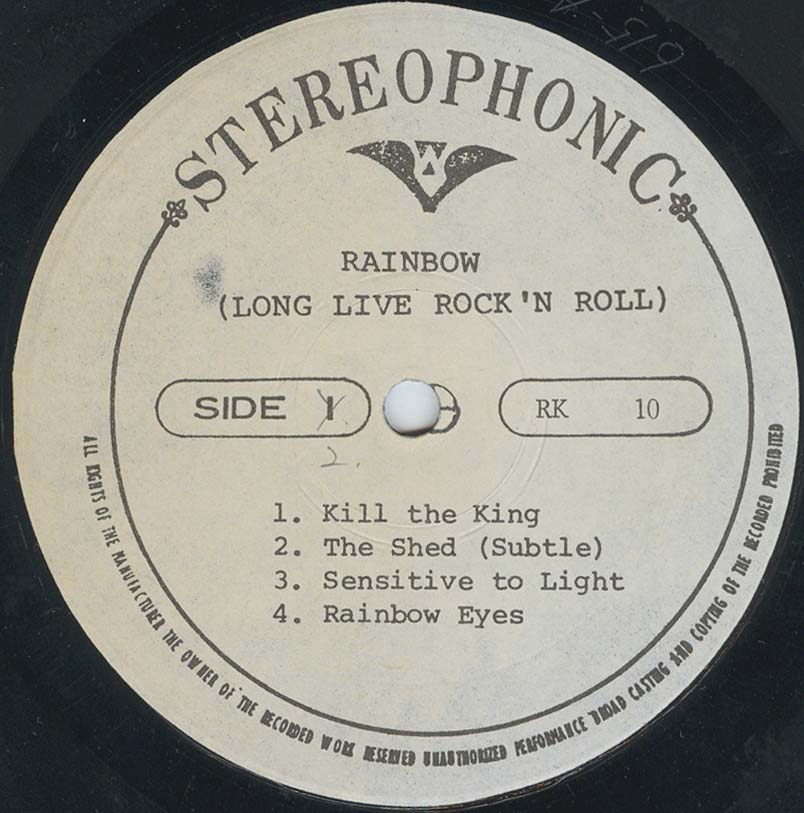 STEREOPHONIC
W
RAINBOW
(LONG LIVE ROCK'N ROLL)
SIDE 1
2.
RK 10
1. Kill the King
2. The Shed (Subtle)
3. Sensitive to Light
4. Rainbow Eyes
ALL RIGHTS OF THE MANUFACTURER THE OWNER OF THE RECORDED WORK RESERVED UNAUTHORIZED PERFORMANCE BROAD CASTING AND COPTING OF THE RECORDED PROHIBITED